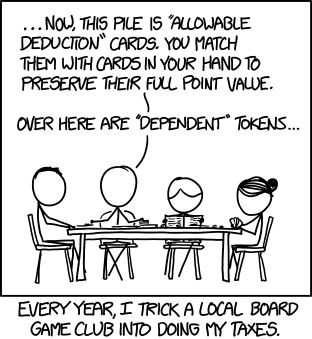 ...NOW, THIS PILE IS "ALLOWABLE
DEDUCTION" CARDS. YOU MATCH
THEM WITH CARDS IN YOUR HAND TO
PRESERVE THEIR FULL POINT VALUE.
OVER HERE ARE "DEPENDENT" TOKENS...
EVERY YEAR, I TRICK A LOCAL BOARD
GAME CLUB INTO DOING MY TAXES.